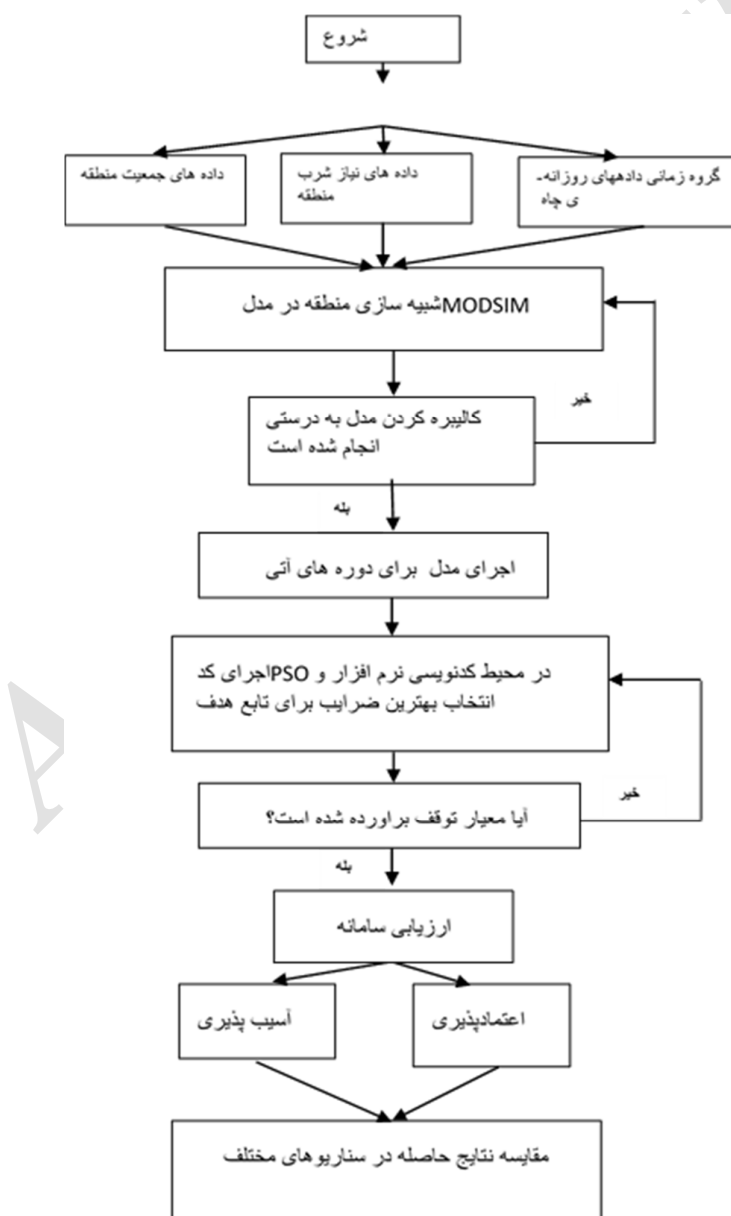 شروع
گروه زمانی دادههای روزانه-
ی چاه
داده های نیاز شرب
منطقه
داده های جمعیت منطقه
شبیه سازی منطقه در مدلMODSIM
خیر
کالیبره کردن مدل به درستی
انجام شده است
بله
اجرای مدل برای دوره های آتی
در محیط کدنویسی نرم افزار و PSOاجرای کد
انتخاب بهترین ضرایب برای تابع هدف
خیر
آیا معیار توقف براورده شده است؟
بله
ارزیابی سامانه
اعتمادپذیری
آسیب پذیری
مقایسه نتایج حاصله در سناریوهای مختلف